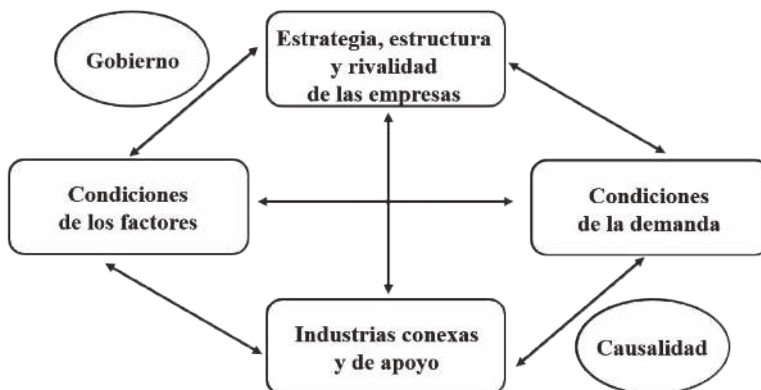 Gobierno
Estrategia, estructura
y rivalidad
de las empresas
Condiciones
de los factores
Condiciones
de la demanda
Industrias conexas
y de apoyo
Causalidad